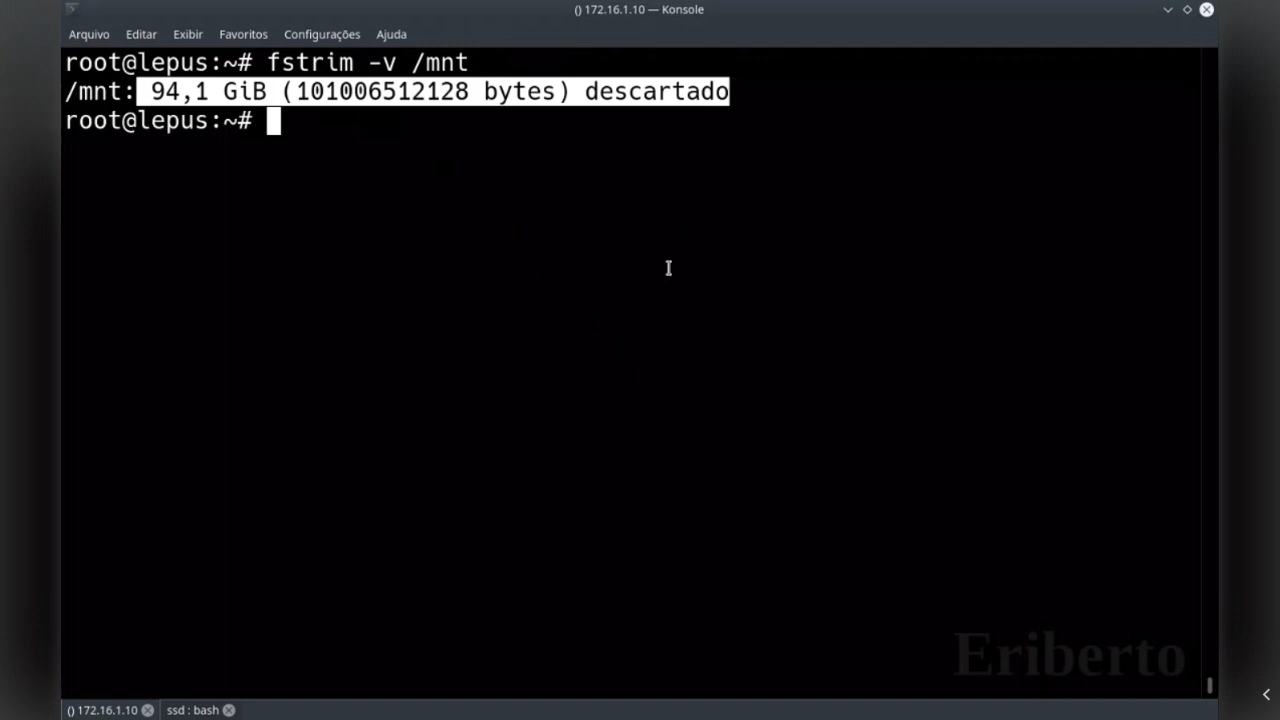 () 172.16.1.10 — Konsole
Arquivo Editar Exibir Favoritos Configurações Ajuda
root@lepus:~# fstrim -v /mnt
/mnt: 94,1 GiB (101006512128 bytes) descartado
root@lepus:~#
Eriberto
() 172.16.1.10 ssd : bash